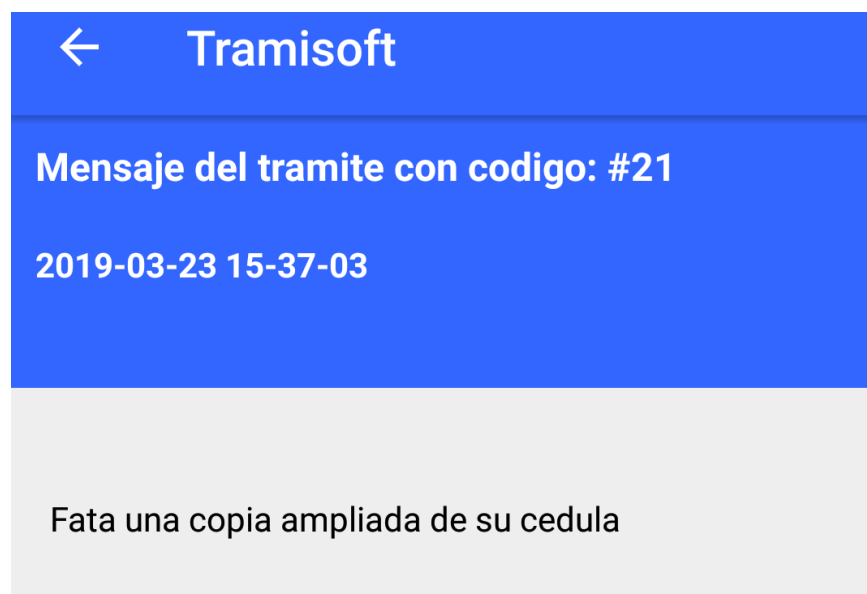 Tramisoft
Mensaje del tramite con codigo: #21
2019-03-23 15-37-03
Fata una copia ampliada de su cedula